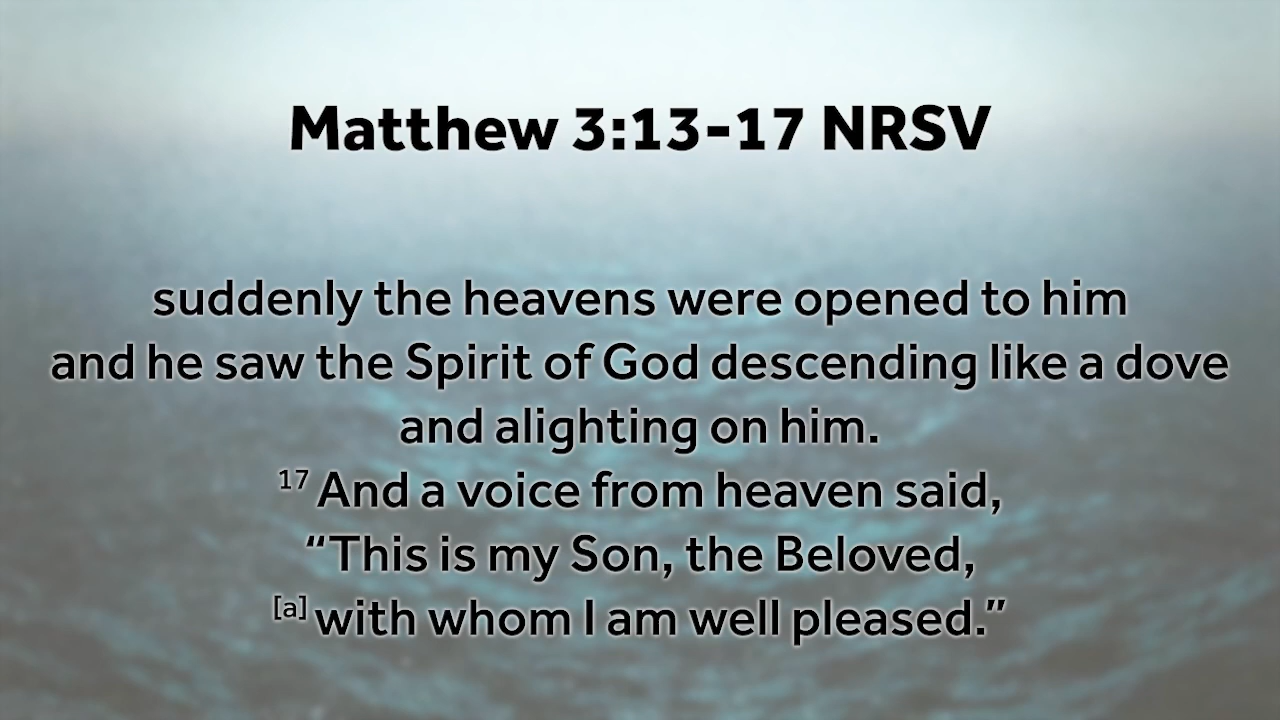 Matthew 3:13-17 NRSV
suddenly the heavens were opened to him
and he saw the Spirit of God descending like a dove
and alighting on him.
17 And a voice from heaven said,
“This is my Son, the Beloved,
[a] with whom I am well pleased.”